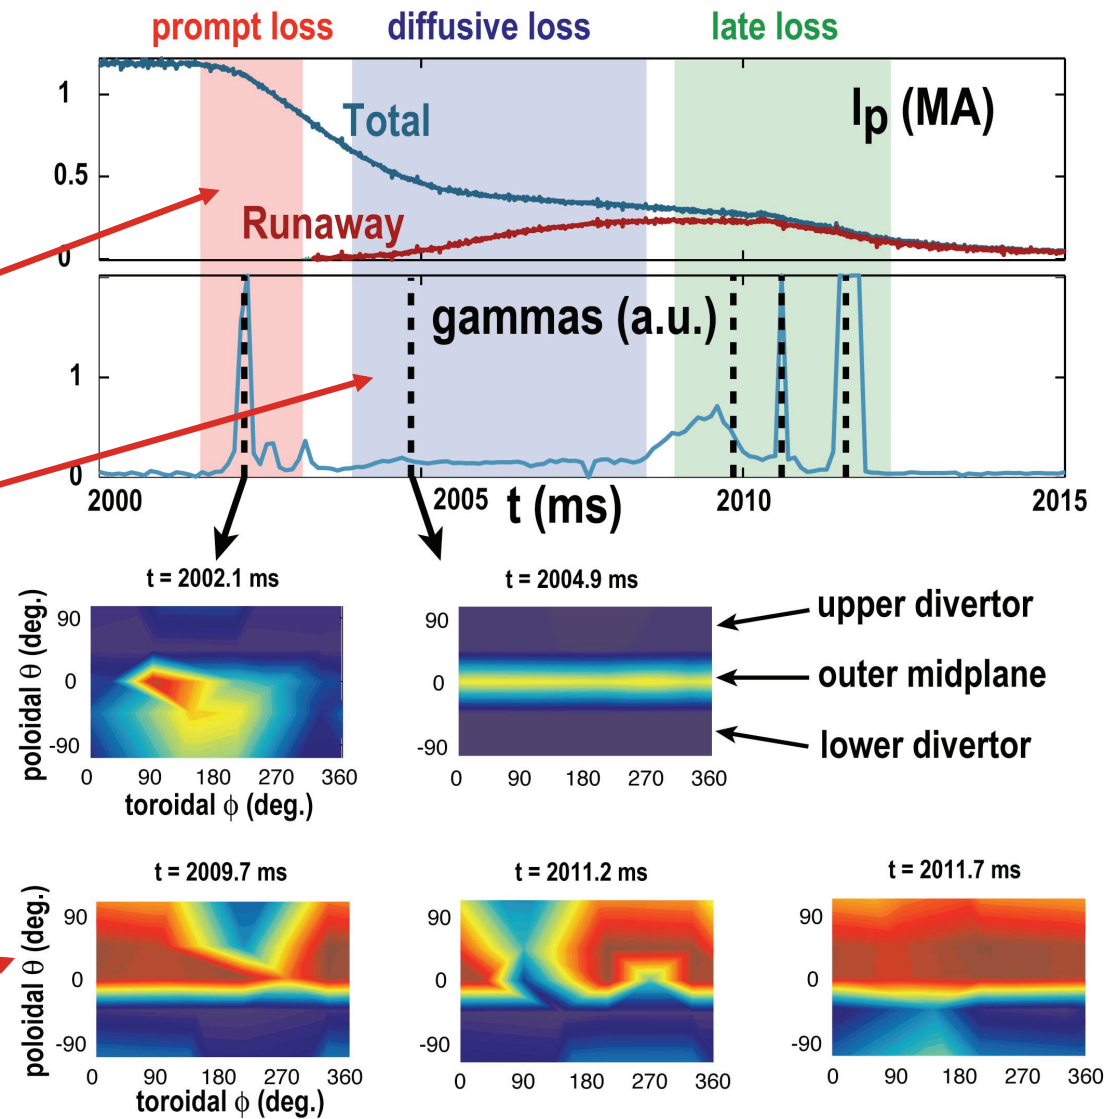 prompt loss diffusive loss late loss
1
0.5
0
Total
Runaway
Ip (MA)
gammas (a.u.)
1
0
2000 2005 2010 2015
t (ms)
t = 2002.1 ms t = 2004.9 ms
poloidal θ (deg.)
90
0
-90
0 90 180 270 360
toroidal ϕ (deg.)
90
0
-90
0 90 180 270 360
upper divertor
outer midplane
lower divertor
t = 2009.7 ms t = 2011.2 ms t = 2011.7 ms
poloidal θ (deg.)
90
0
-90
0 90 180 270 360
toroidal ϕ (deg.)
90
0
-90
0 90 180 270 360
90
0
-90
0 90 180 270 360